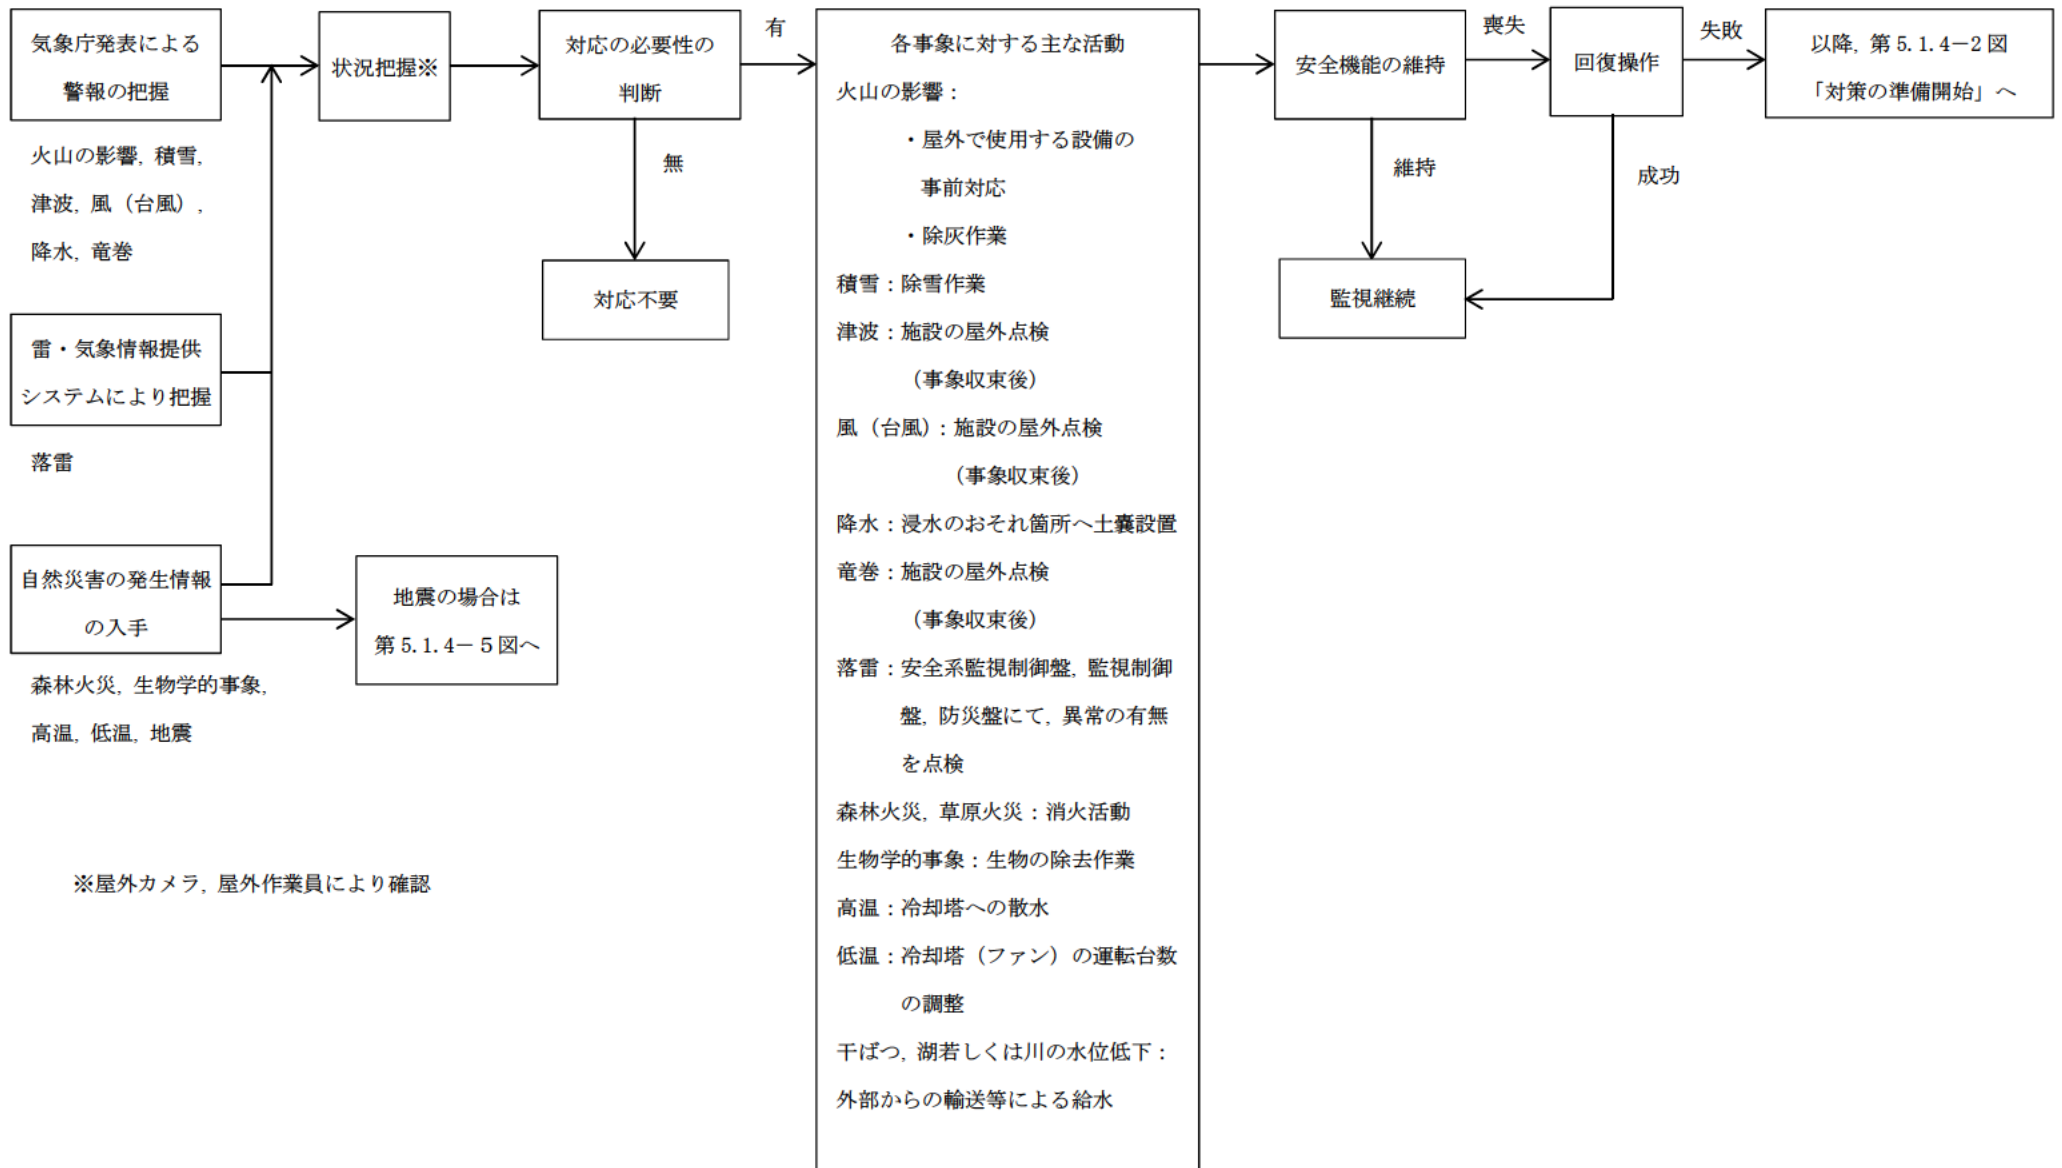 気象庁発表による
警報の把握
火山の影響, 積雪,
津波, 風（台風）,
降水, 竜巻
雷・気象情報提供
システムにより把握
落雷
自然災害の発生情報
の入手
森林火災, 生物学的事象,
高温, 低温, 地震
地震の場合は
第 5.1.4－5 図へ
※屋外カメラ, 屋外作業員により確認
状況把握※
対応の必要性の
判断
有
無
対応不要
各事象に対する主な活動
火山の影響：
・屋外で使用する設備の
事前対応
・除灰作業
積雪：除雪作業
津波：施設の屋外点検
（事象収束後）
風（台風）：施設の屋外点検
（事象収束後）
降水：浸水のおそれ箇所へ土嚢設置
竜巻：施設の屋外点検
（事象収束後）
落雷：安全系監視制御盤, 監視制御
盤, 防災盤にて, 異常の有無
を点検
森林火災, 草原火災：消火活動
生物学的事象：生物の除去作業
高温：冷却塔への散水
低温：冷却塔（ファン）の運転台数
の調整
干ばつ, 湖若しくは川の水位低下：
外部からの輸送等による給水
安全機能の維持
喪失
維持
監視継続
回復操作
失敗
成功
以降, 第 5.1.4－2 図
「対策の準備開始」へ